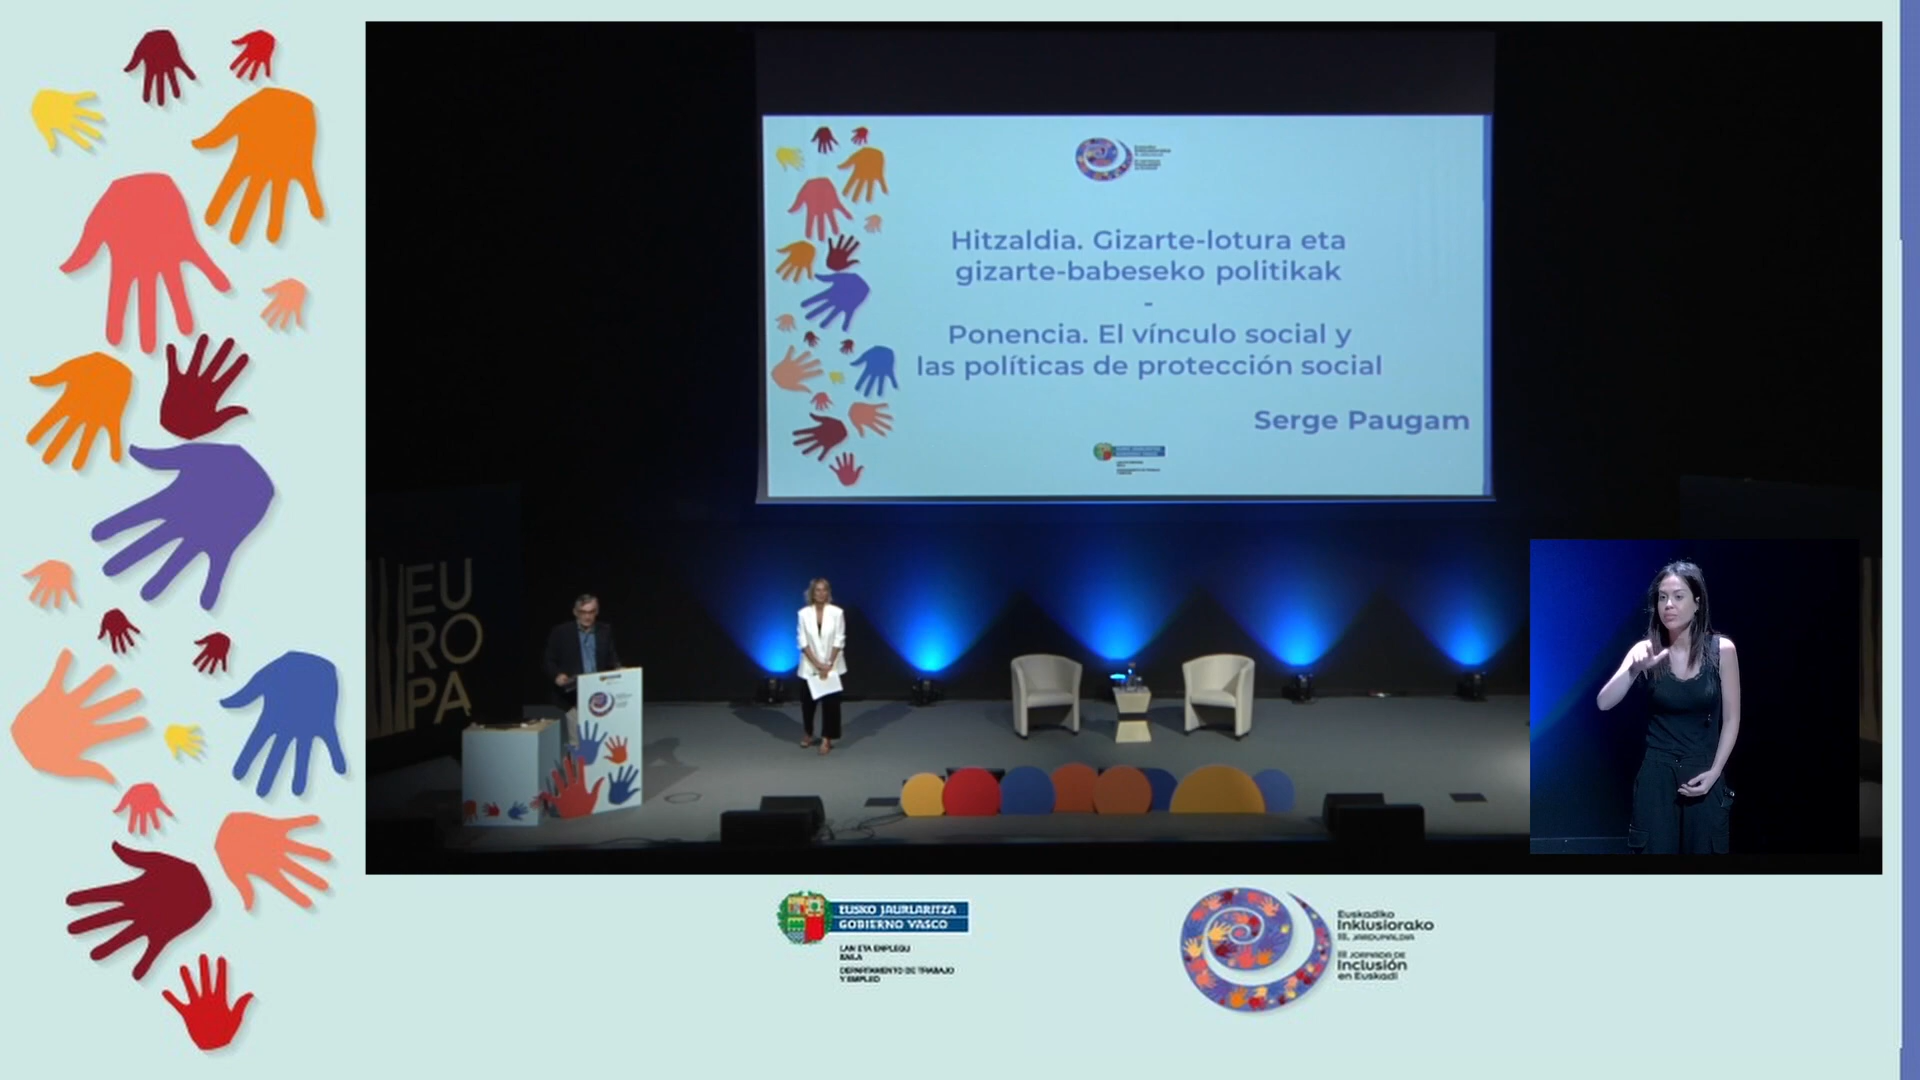 Hitzaldia. Gizarte-lotura eta
gizarte-babeseko politikak
-
Ponencia. El vínculo social y
las políticas de protección social
Serge Paugam
EU
RO
PA
EUSKO JAURLARITZA
GOBIERNO VASCO
LAN ETA ENPLEGU
SAILA
DEPARTAMENTO DE TRABAJO
Y EMPLEO
Euskadiko
Inklusiorako
III. JARDUNALDIA
III JORNADA DE
Inclusión
en Euskadi